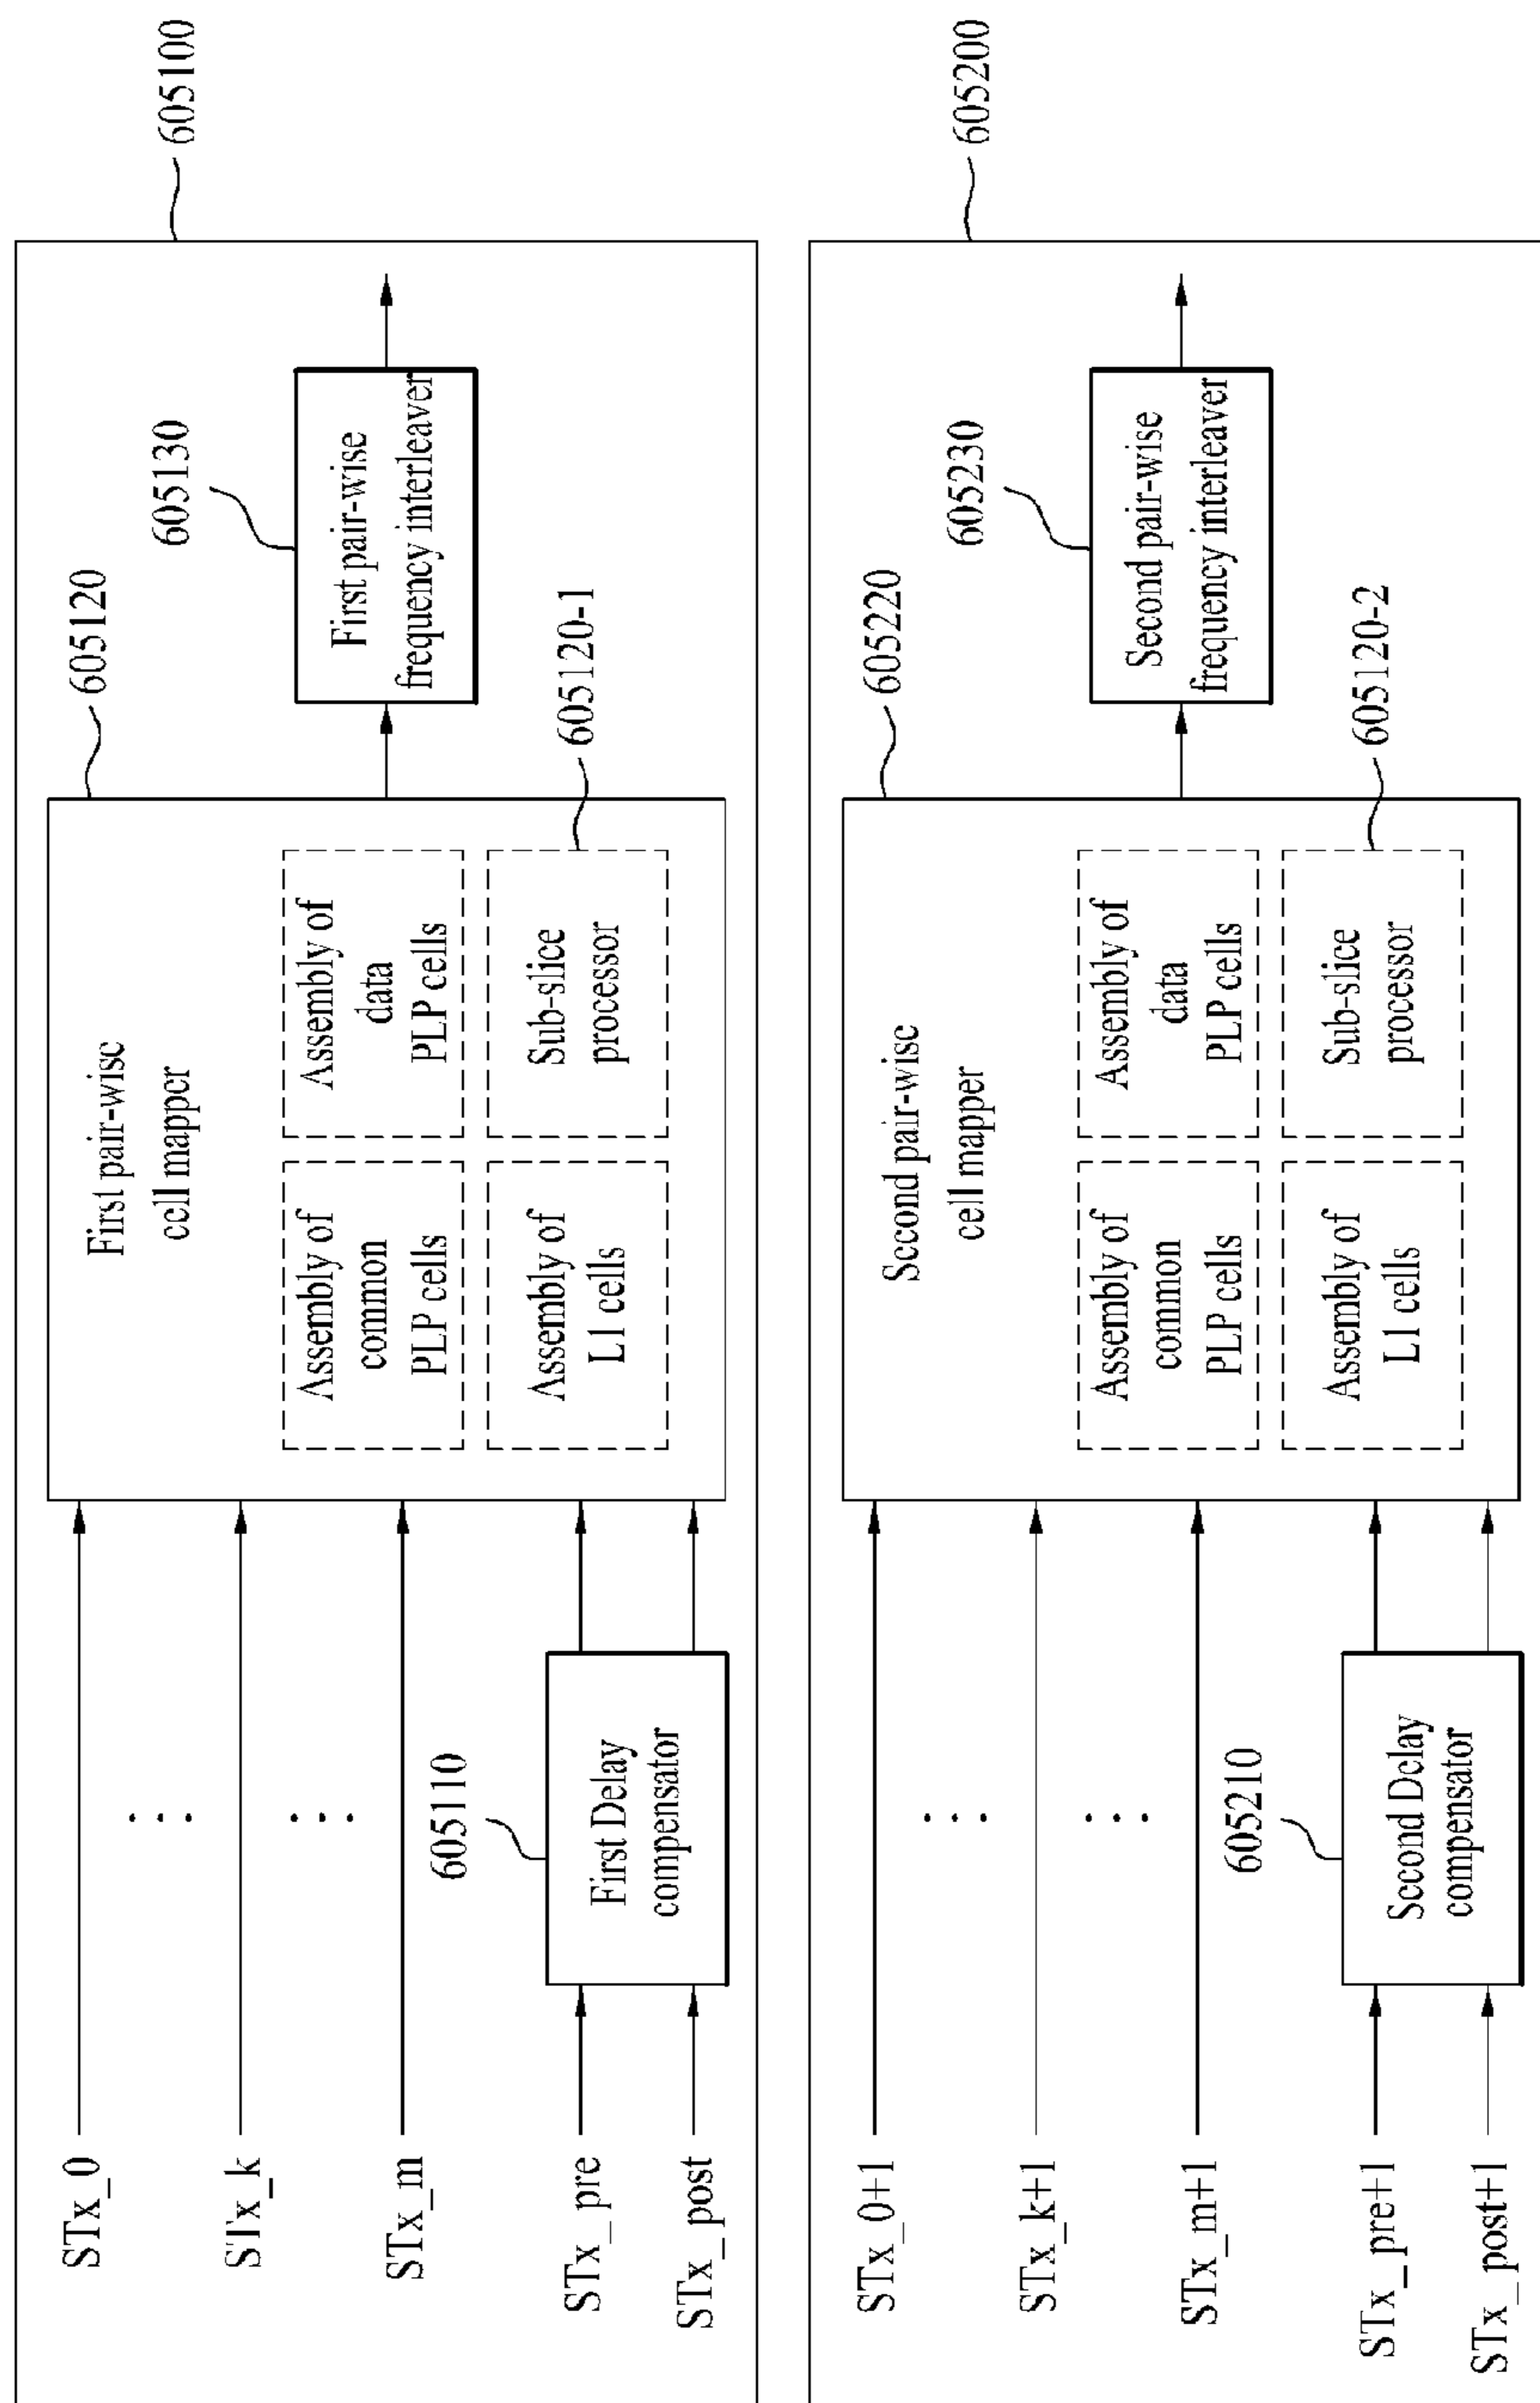 605100
605120
605130
First pair-wise
cell mapper
First pair-wise
frequency interleaver
Assembly of
common
PLP cells
Assembly of
data
PLP cells
Assembly of
L1 cells
Sub-slice
processor
605120-1
605110
First Delay
compensator
STx_0
STx_k
STx_m
STx_pre
STx_post
605200
605220
605230
Second pair-wise
cell mapper
Second pair-wise
frequency interleaver
Assembly of
common
PLP cells
Assembly of
data
PLP cells
Assembly of
L1 cells
Sub-slice
processor
605120-2
605210
Second Delay
compensator
STx_0+1
STx_k+1
STx_m+1
STx_pre+1
STx_post+1